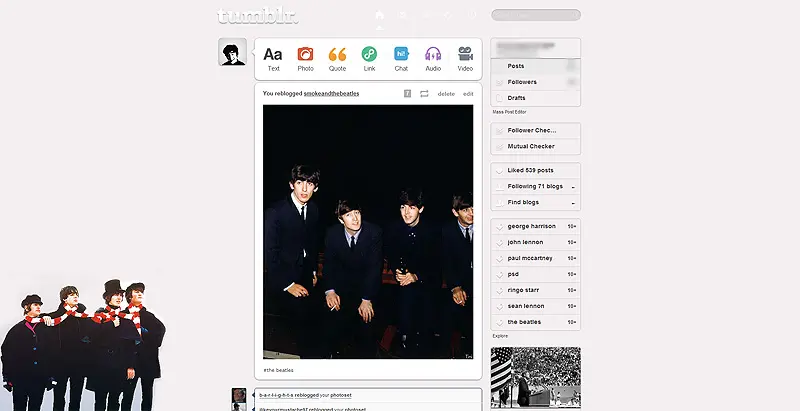 tumblr.
Aa
hi!
Text Photo Quote Link Chat Audio Video
You reblogged smokeandthebeatles 7 delete edit
#the beatles
b-a-r-l-i-g-h-t-s reblogged your photoset
reblogged your photoset
Posts
Followers
Drafts
Mass Post Editor
Follower Chec...
Mutual Checker
Liked 539 posts
Following 71 blogs
Find blogs
george harrison 10+
john lennon 10+
paul mccartney 10+
psd 10+
ringo starr 10+
sean lennon 10+
the beatles 10+
Explore